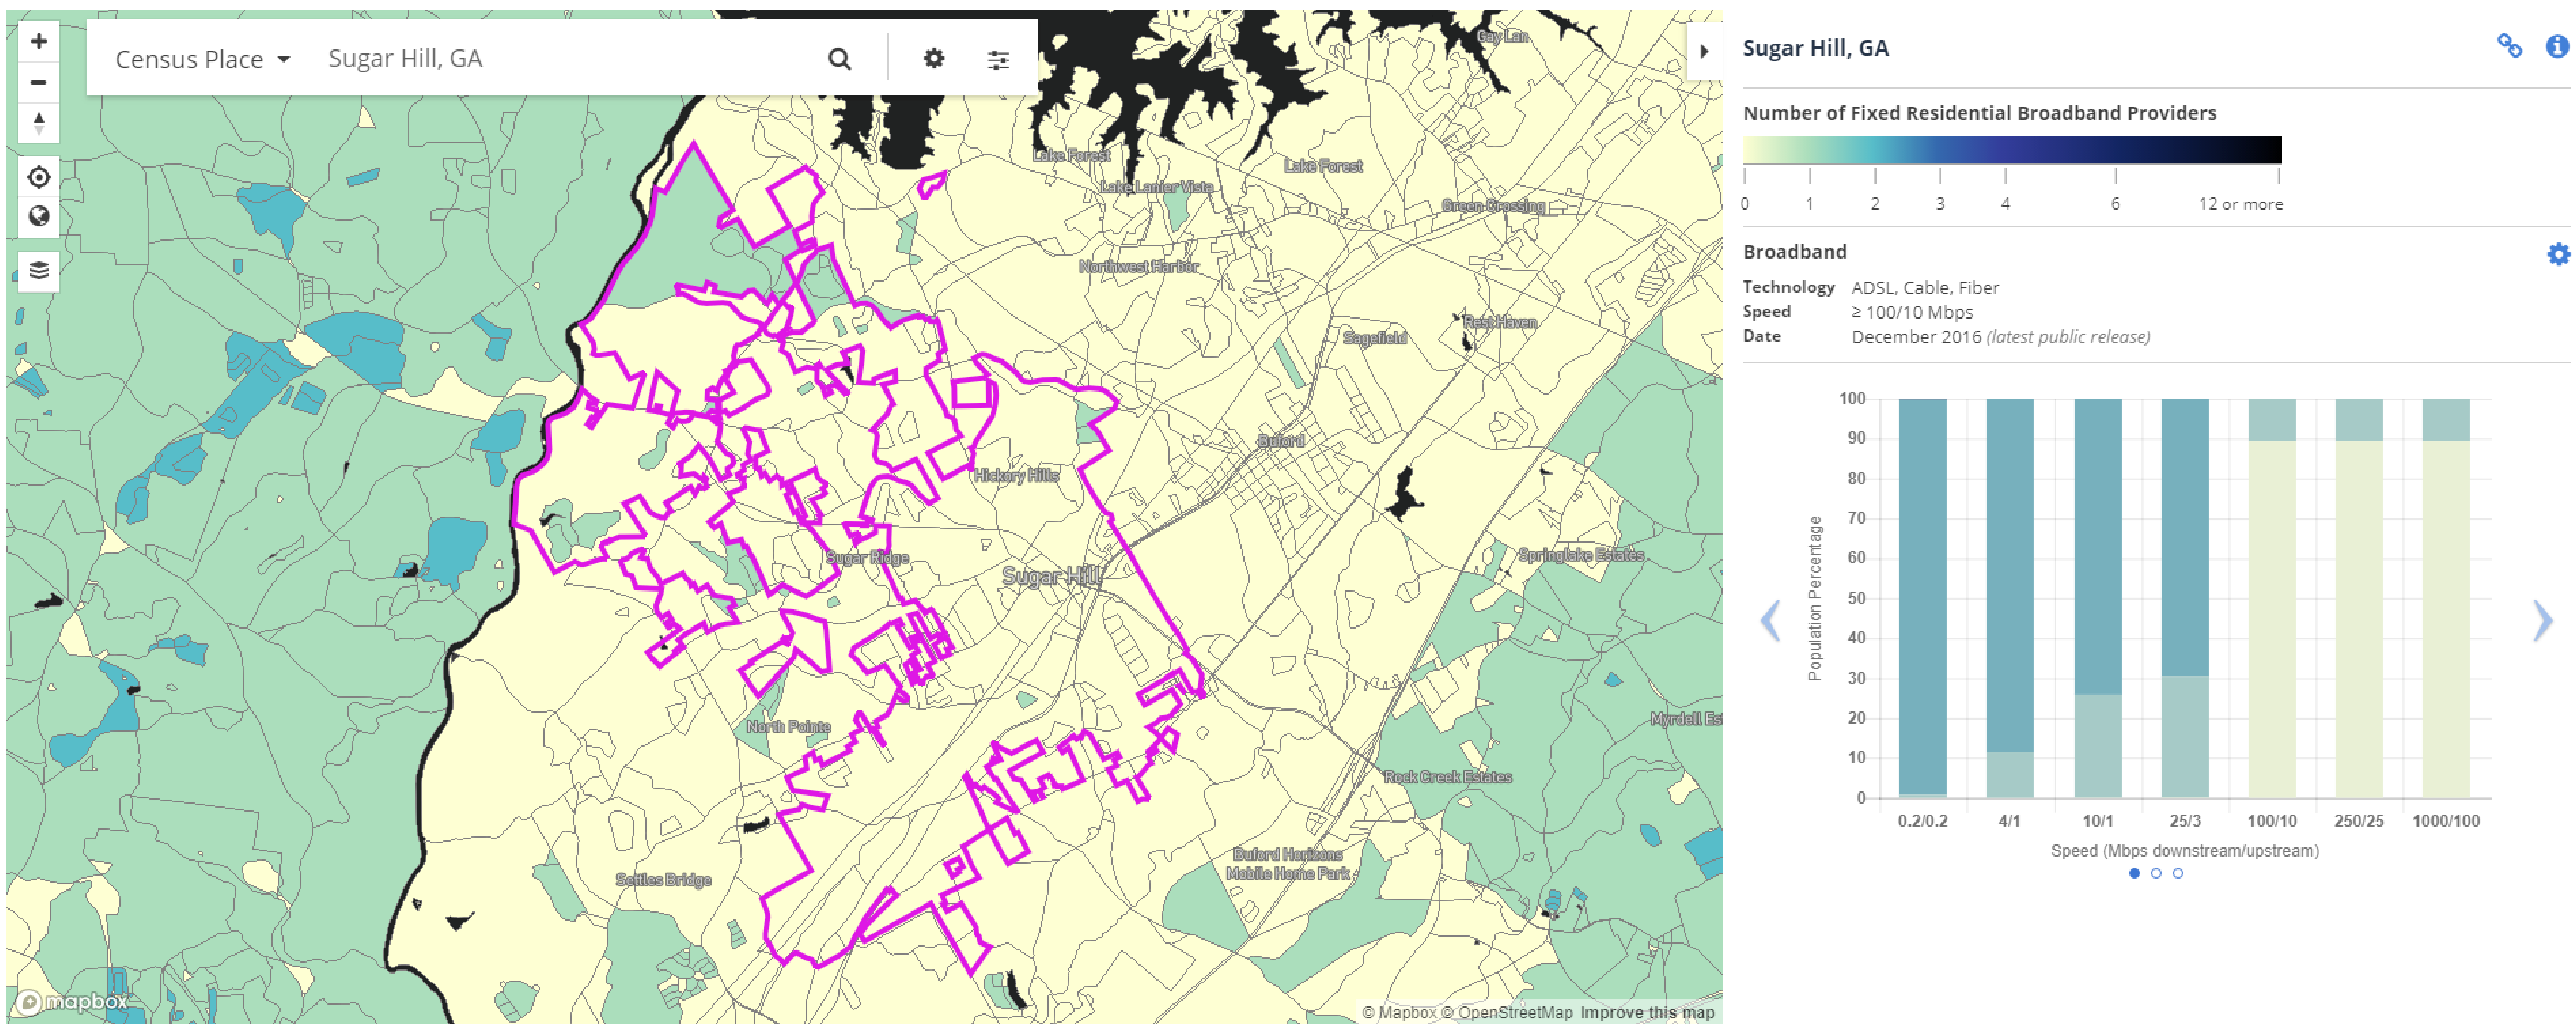 Census Place
Sugar Hill, GA
Gay Lan
Lake Forest
Lake Forest
Lake Lanier Vista
Green Crossing
Northwest Harbor
Rest Haven
Sagefield
Buford
Hickory Hills
Springlake Estates
Sugar Ridge
Sugar Hill
Myrdell Es
North Pointe
Rock Creek Estates
Buford Horizons
Mobile Home Park
Settles Bridge
mapbox
© Mapbox © OpenStreetMap Improve this map
Sugar Hill, GA
Number of Fixed Residential Broadband Providers
0 1 2 3 4 6 12 or more
Broadband
Technology ADSL, Cable, Fiber
Speed ≥ 100/10 Mbps
Date December 2016 (latest public release)
Population Percentage
100
90
80
70
60
50
40
30
20
10
0
0.2/0.2 4/1 10/1 25/3 100/10 250/25 1000/100
Speed (Mbps downstream/upstream)